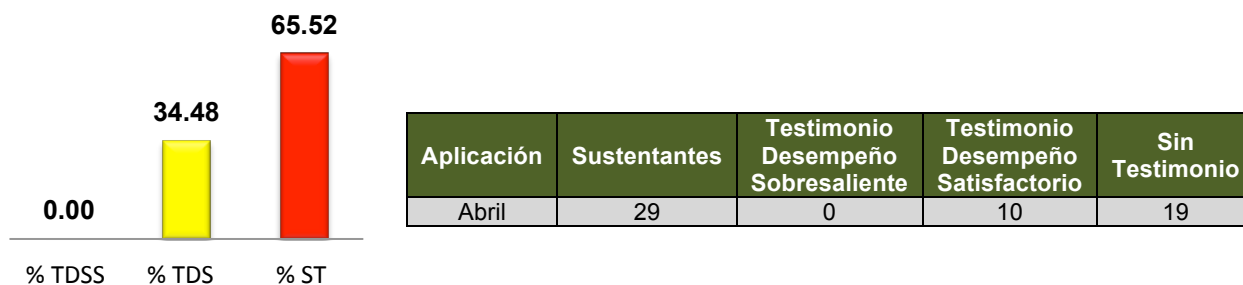 65.52
34.48
0.00
% TDSS % TDS % ST
Aplicación Sustentantes Testimonio Desempeño Sobresaliente Testimonio Desempeño Satisfactorio Sin Testimonio
Abril 29 0 10 19